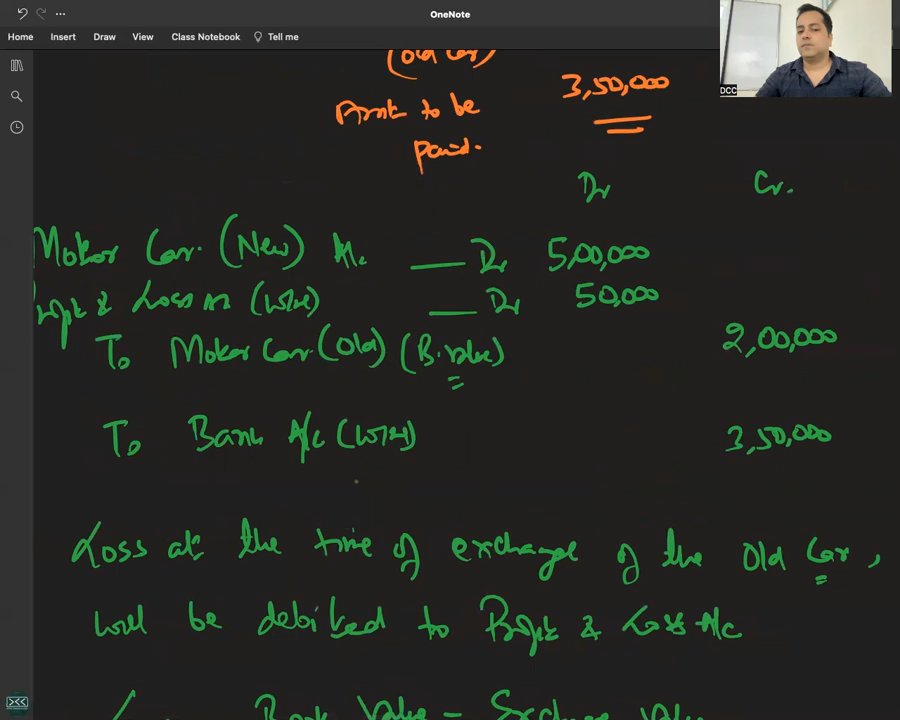 OneNote
Home Insert Draw View Class Notebook Tell me
DCC
(Old Car)
3,50,000
Amt to be
paid.
Dr Cr.
Motor Car. (New) A/c. — Dr 5,00,000
Profit & Loss A/c — Dr 50,000
To Motor Car. (Old) (B. Value) 2,00,000
To Bank A/c 3,50,000
Loss at the time of exchange of the Old Car,
will be debited to Profit & Loss A/c
Book Value - Exchange Value